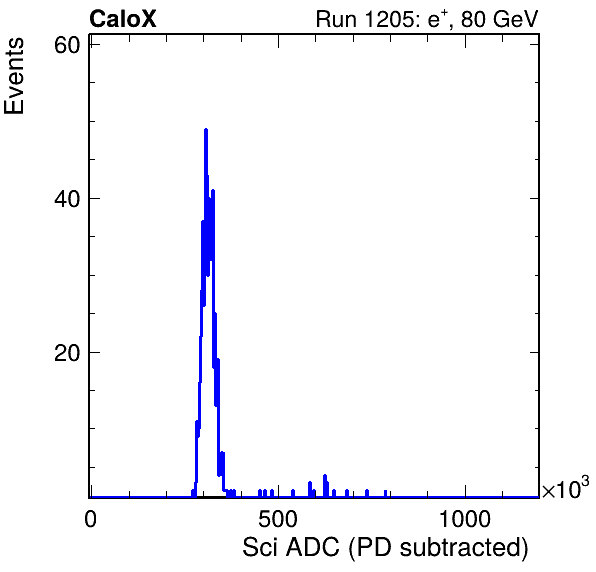 CaloX Run 1205: e⁺, 80 GeV
Events
60
40
20
0 500 1000 ×10³
Sci ADC (PD subtracted)